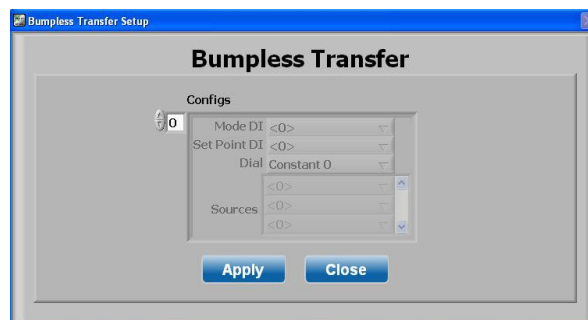 Bumpless Transfer Setup
Bumpless Transfer
Configs
0
Mode DI <0>
Set Point DI <0>
Dial Constant 0
Sources
<0>
<0>
<0>
Apply Close